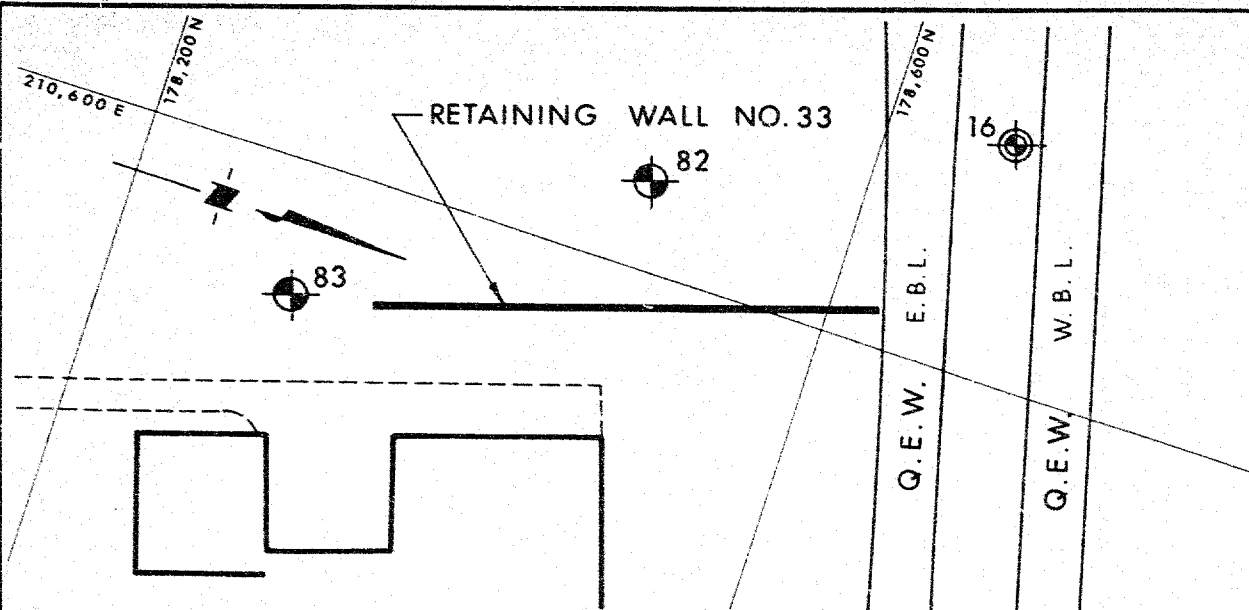 210,600 E
178,200 N
RETAINING WALL NO. 33
178,600 N
82
16
83
Q.E.W. E.B.L.
Q.E.W. W.B.L.